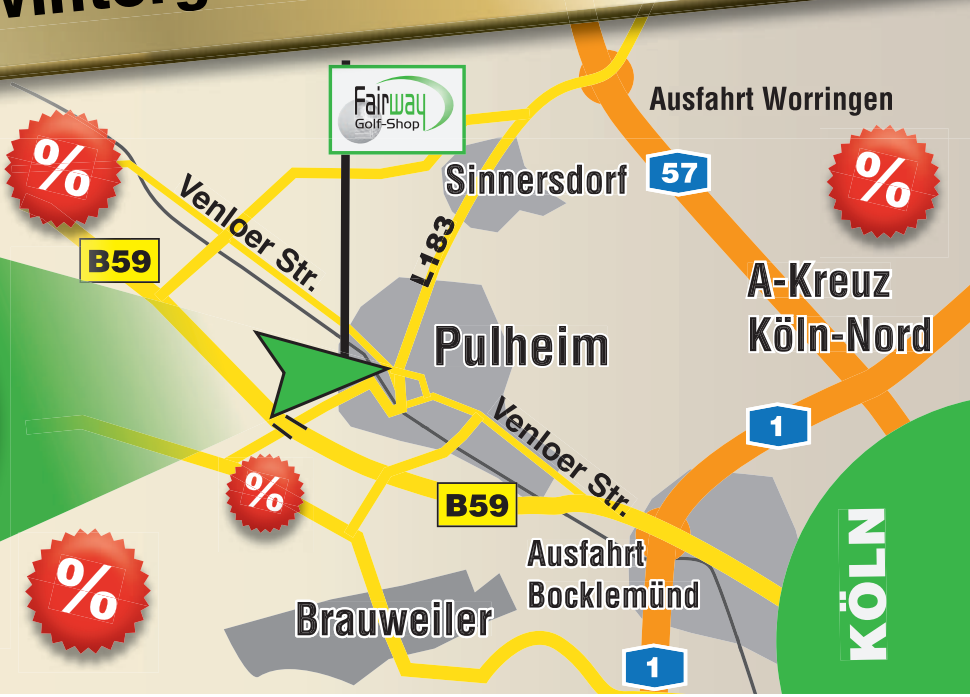 Fairway
Golf-Shop
Ausfahrt Worringen
%
%
Sinnersdorf
57
Venloer Str.
L183
B59
A-Kreuz
Köln-Nord
Pulheim
1
Venloer Str.
%
B59
KÖLN
Ausfahrt
Bocklemünd
%
Brauweiler
1